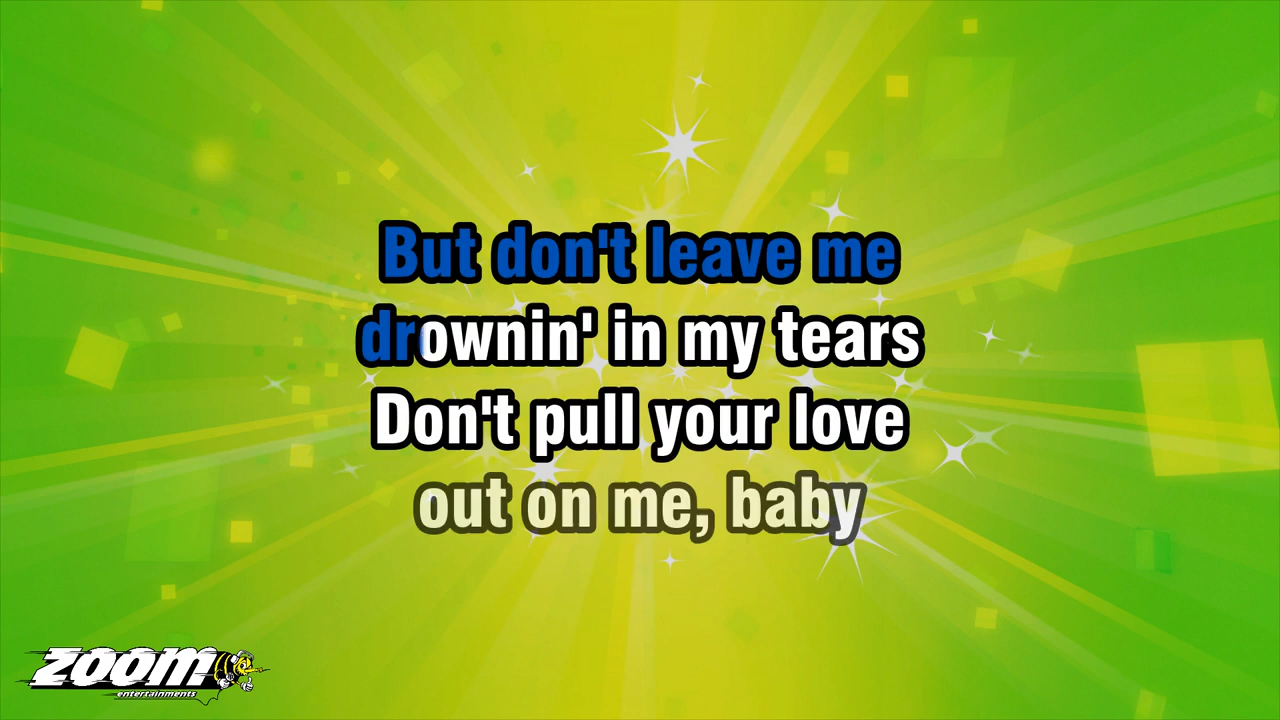 But don't leave me
drownin' in my tears
Don't pull your love
out on me, baby
ZOOM
entertainments